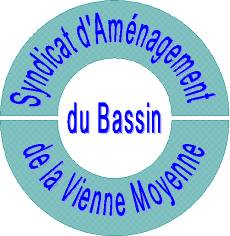 Syndicat d'Aménagement
du Bassin
de la Vienne Moyenne